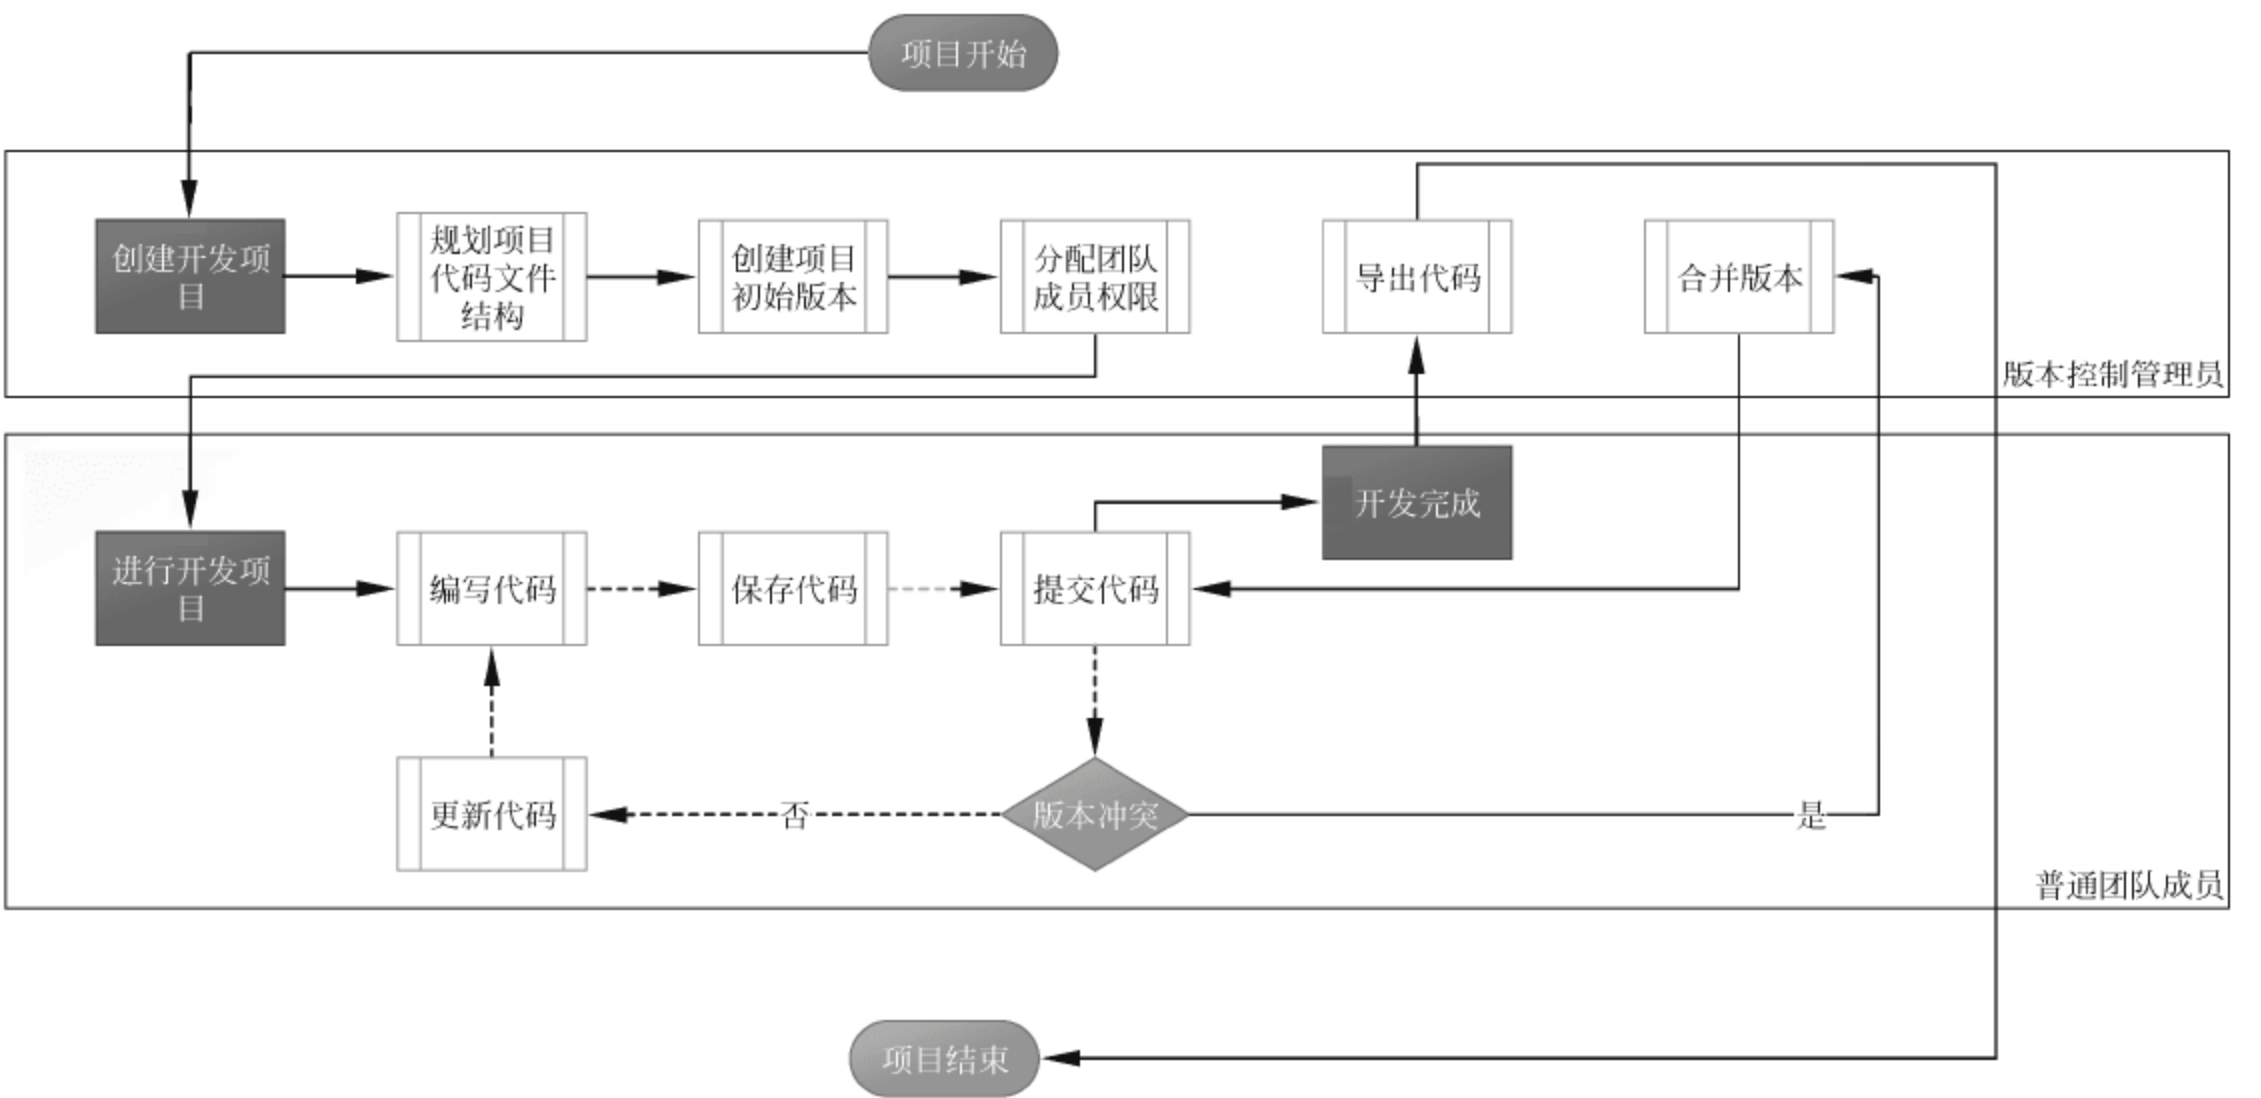 项目开始
创建开发项
目
规划项目
代码文件
结构
创建项目
初始版本
分配团队
成员权限
导出代码
合并版本
版本控制管理员
开发完成
进行开发项
目
编写代码
保存代码
提交代码
更新代码
否
版本冲突
是
普通团队成员
项目结束